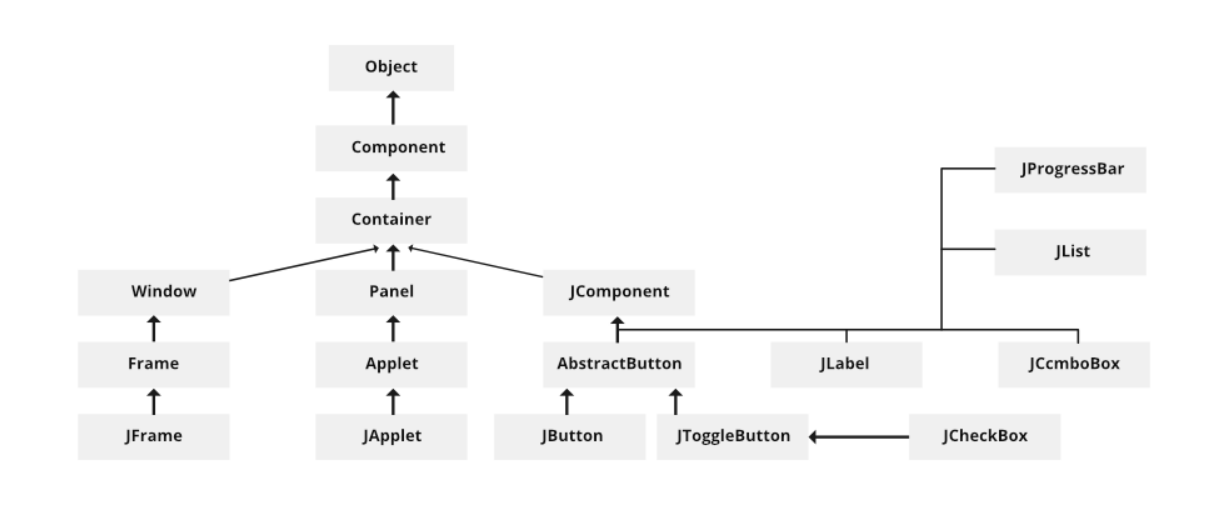 Object
Component
JProgressBar
Container
JList
Window
Panel
JComponent
Frame
Applet
AbstractButton
JLabel
JCcmboBox
JFrame
JApplet
JButton
JToggleButton
JCheckBox